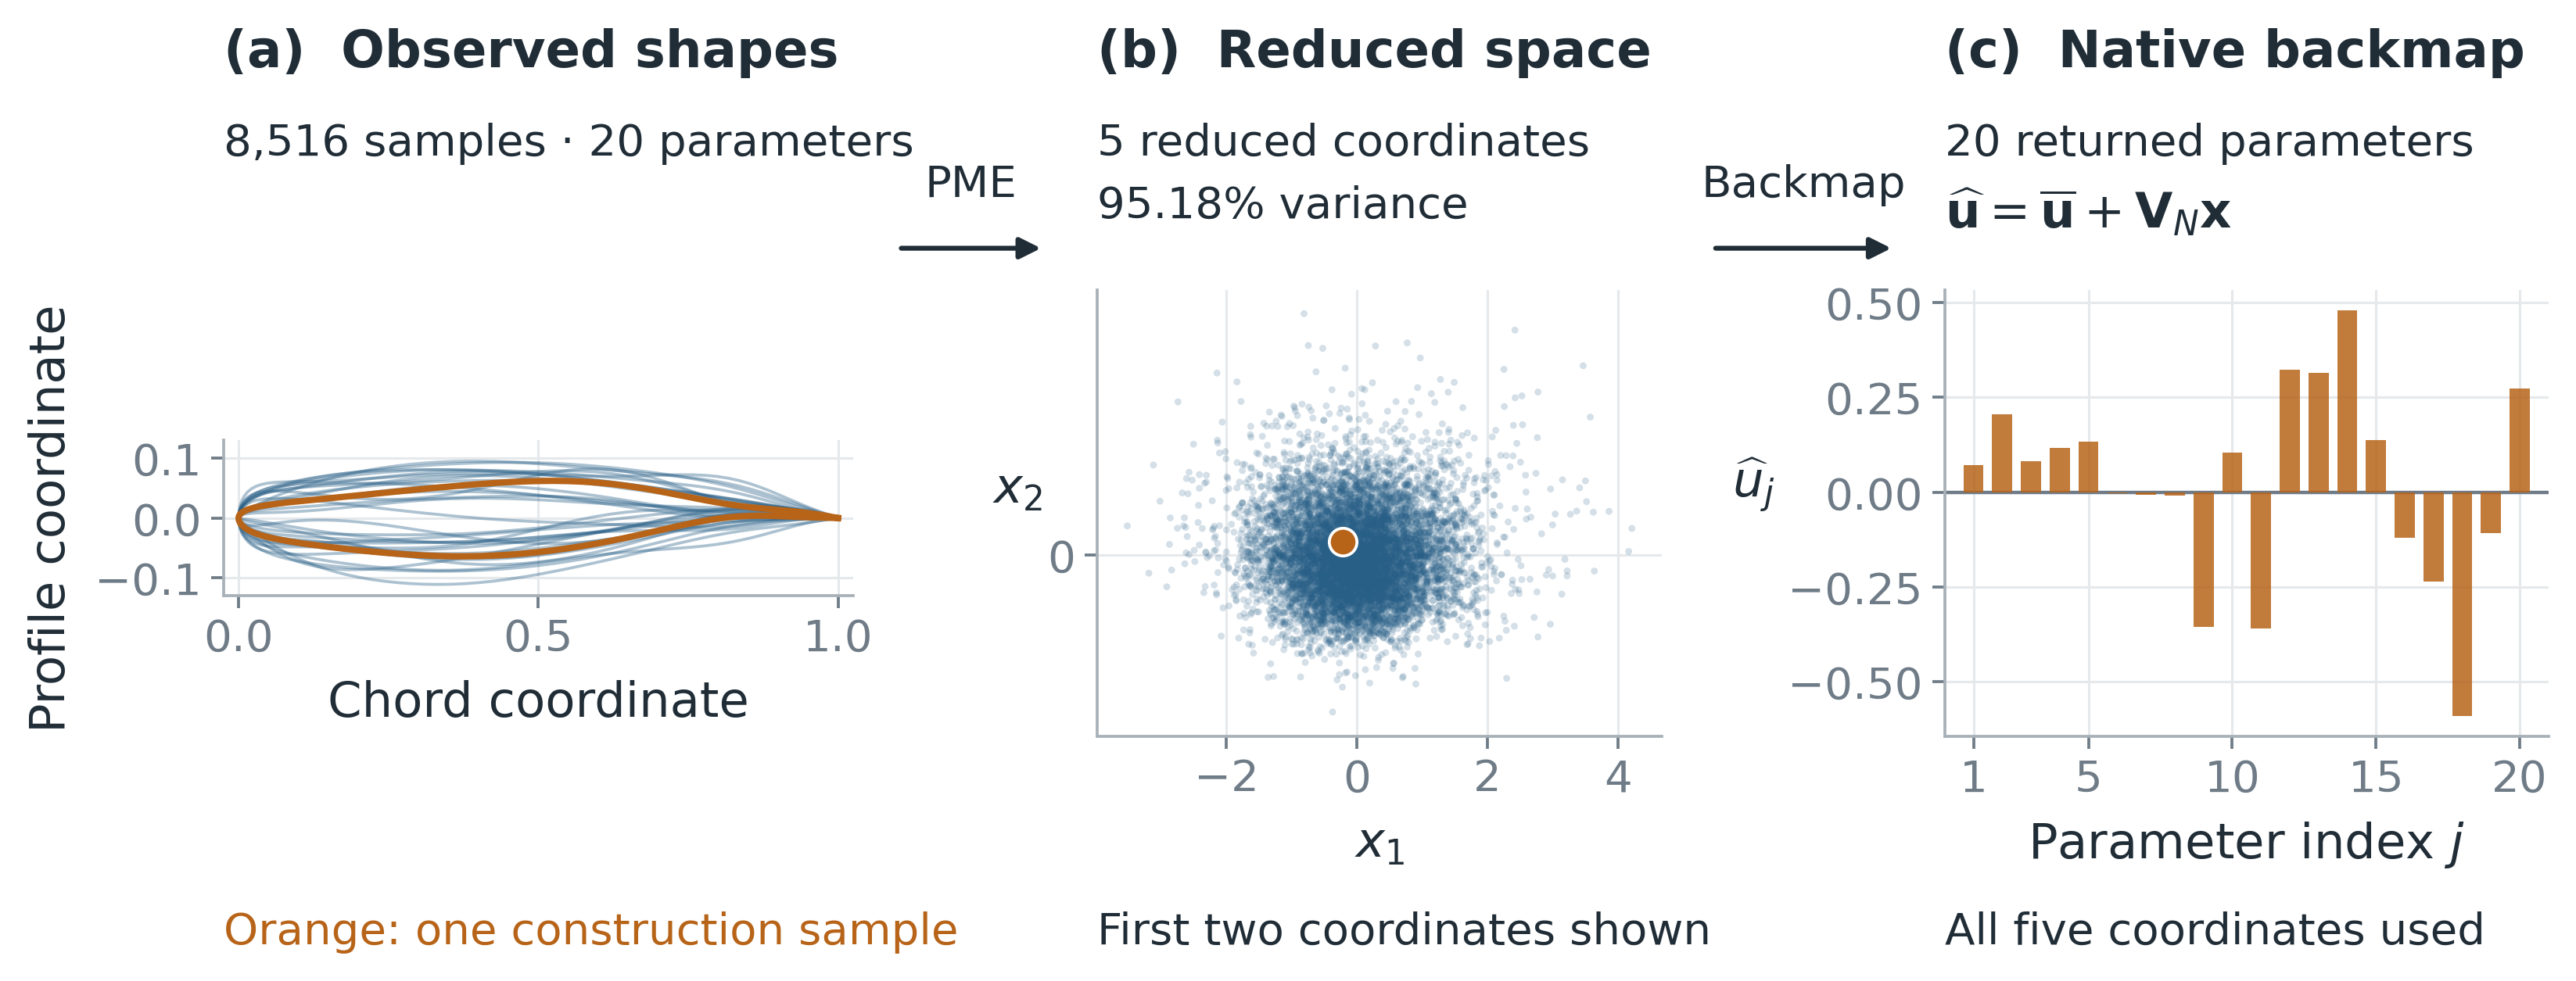 (a) Observed shapes
8,516 samples · 20 parameters
PME
Profile coordinate
0.1
0.0
−0.1
0.0 0.5 1.0
Chord coordinate
Orange: one construction sample
(b) Reduced space
5 reduced coordinates
95.18% variance
Backmap
x₂
0
−2 0 2 4
x₁
First two coordinates shown
(c) Native backmap
20 returned parameters
û = u̅ + V_N x
û_j
0.50
0.25
0.00
−0.25
−0.50
1 5 10 15 20
Parameter index j
All five coordinates used